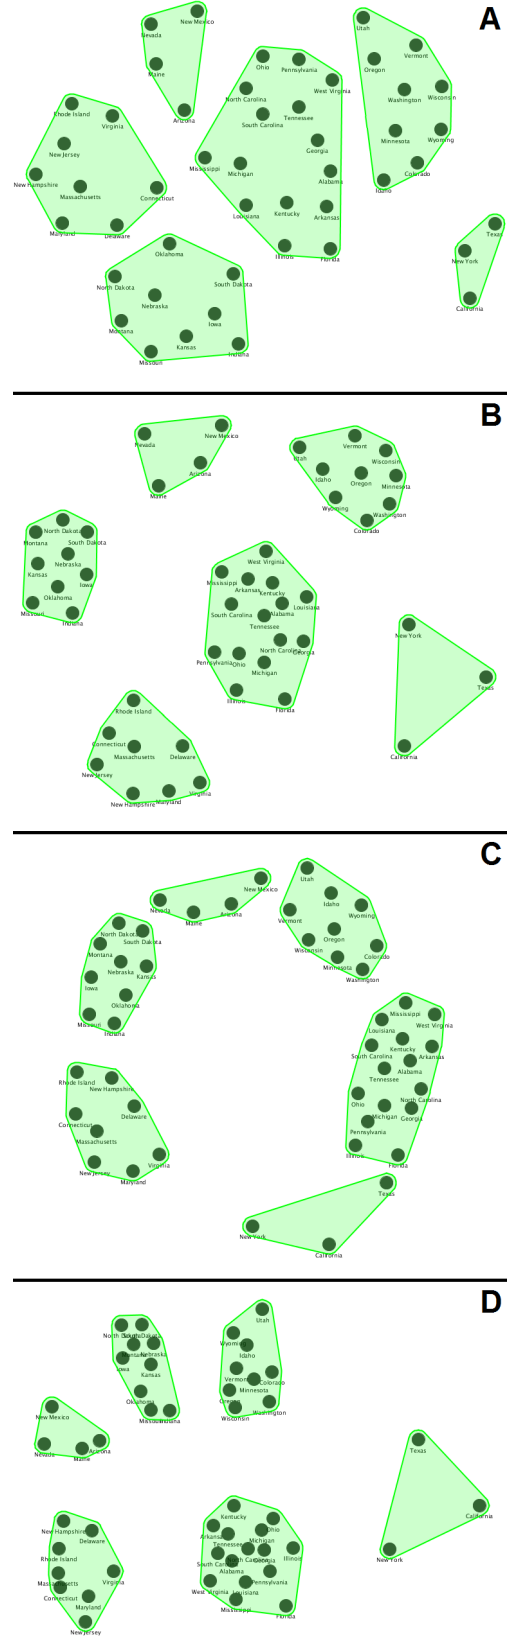 A
New Mexico
Nevada
Utah
Vermont
Ohio
Pennsylvania
Oregon
Maine
West Virginia
Wisconsin
North Carolina
Washington
Rhode Island
Arizona
Tennessee
Virginia
South Carolina
Minnesota
Wyoming
New Jersey
Georgia
Mississippi
Michigan
Colorado
New Hampshire
Alabama
Idaho
Massachusetts
Connecticut
Louisiana
Kentucky
Arkansas
Maryland
Delaware
Texas
Oklahoma
Illinois
Florida
New York
North Dakota
South Dakota
Nebraska
California
Iowa
Montana
Kansas
Indiana
Missouri
B
New Mexico
Nevada
Vermont
Utah
Wisconsin
Arizona
Idaho
Oregon
Minnesota
Maine
Wyoming
Washington
North Dakota
Colorado
Montana
South Dakota
West Virginia
Nebraska
Kansas
Mississippi
Iowa
Arkansas
Kentucky
Oklahoma
Louisiana
Missouri
South Carolina
Alabama
Indiana
Tennessee
New York
North Carolina
Georgia
Pennsylvania
Ohio
Michigan
Texas
Illinois
Florida
Rhode Island
Connecticut
Massachusetts
Delaware
California
New Jersey
Virginia
New Hampshire
Maryland
C
Utah
New Mexico
Idaho
Nevada
Wyoming
Maine
Arizona
Vermont
North Dakota
South Dakota
Oregon
Montana
Wisconsin
Colorado
Nebraska
Minnesota
Kansas
Washington
Iowa
Oklahoma
Mississippi
Missouri
West Virginia
Indiana
Louisiana
Kentucky
South Carolina
Arkansas
Alabama
Rhode Island
Tennessee
New Hampshire
North Carolina
Ohio
Delaware
Michigan
Georgia
Connecticut
Pennsylvania
Massachusetts
Illinois
Florida
Virginia
New Jersey
Maryland
Texas
New York
California
D
Utah
North Dakota
South Dakota
Wyoming
Montana
Nebraska
Idaho
Iowa
Kansas
Vermont
Colorado
Minnesota
Oklahoma
Oregon
Washington
New Mexico
Missouri
Indiana
Wisconsin
Nevada
Arizona
Maine
Texas
California
Kentucky
New Hampshire
Ohio
Delaware
Arkansas
Michigan
Tennessee
New York
Rhode Island
South Carolina
North Carolina
Georgia
Illinois
Alabama
Massachusetts
Virginia
Pennsylvania
Connecticut
West Virginia
Louisiana
Maryland
Mississippi
Florida
New Jersey